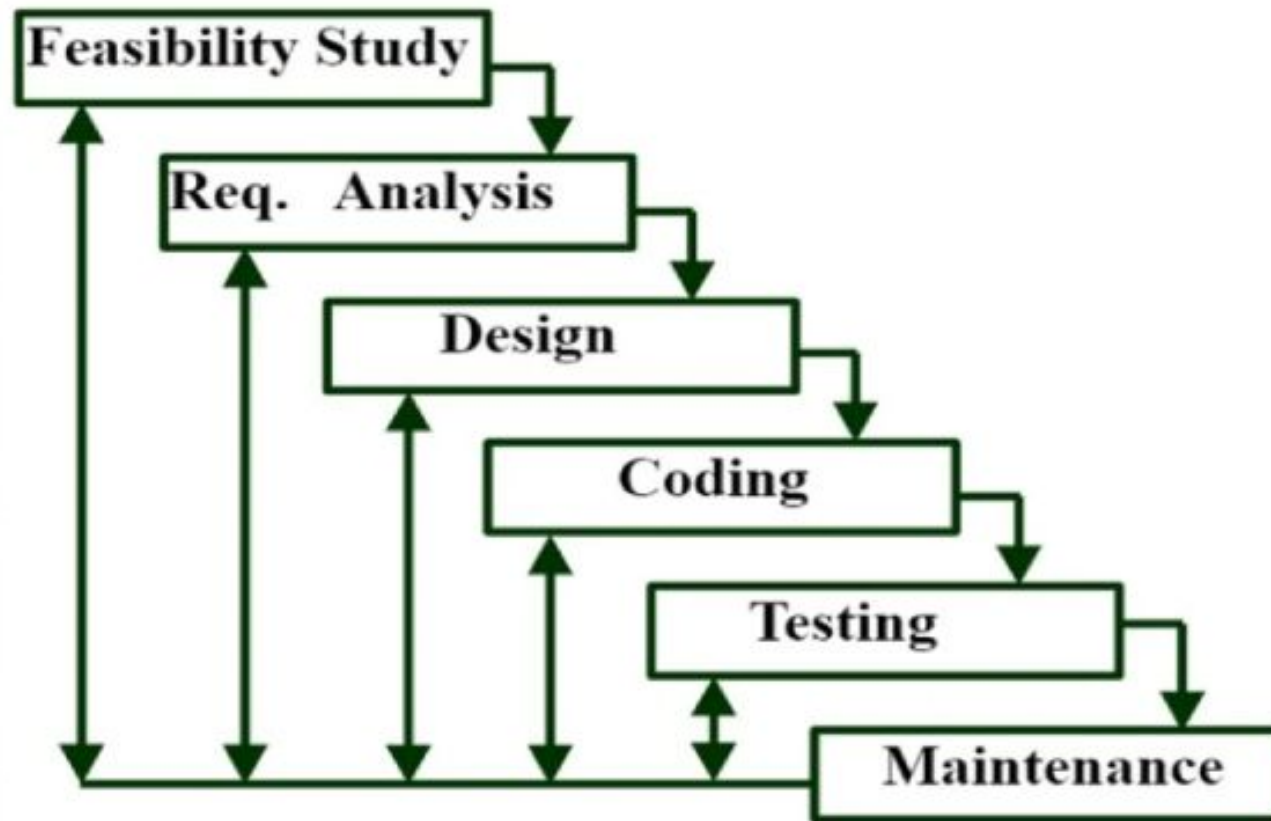 Feasibility Study
Req. Analysis
Design
Coding
Testing
Maintenance